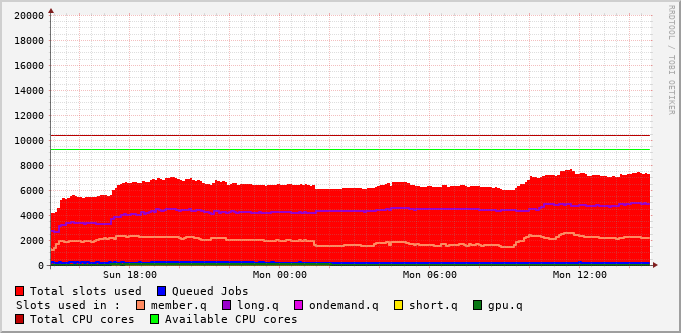 RRDTOOL / TOBI OETIKER
20000
18000
16000
14000
12000
10000
8000
6000
4000
2000
0
Sun 18:00 Mon 00:00 Mon 06:00 Mon 12:00
Total slots used Queued Jobs
Slots used in : member.q long.q ondemand.q short.q gpu.q
Total CPU cores Available CPU cores